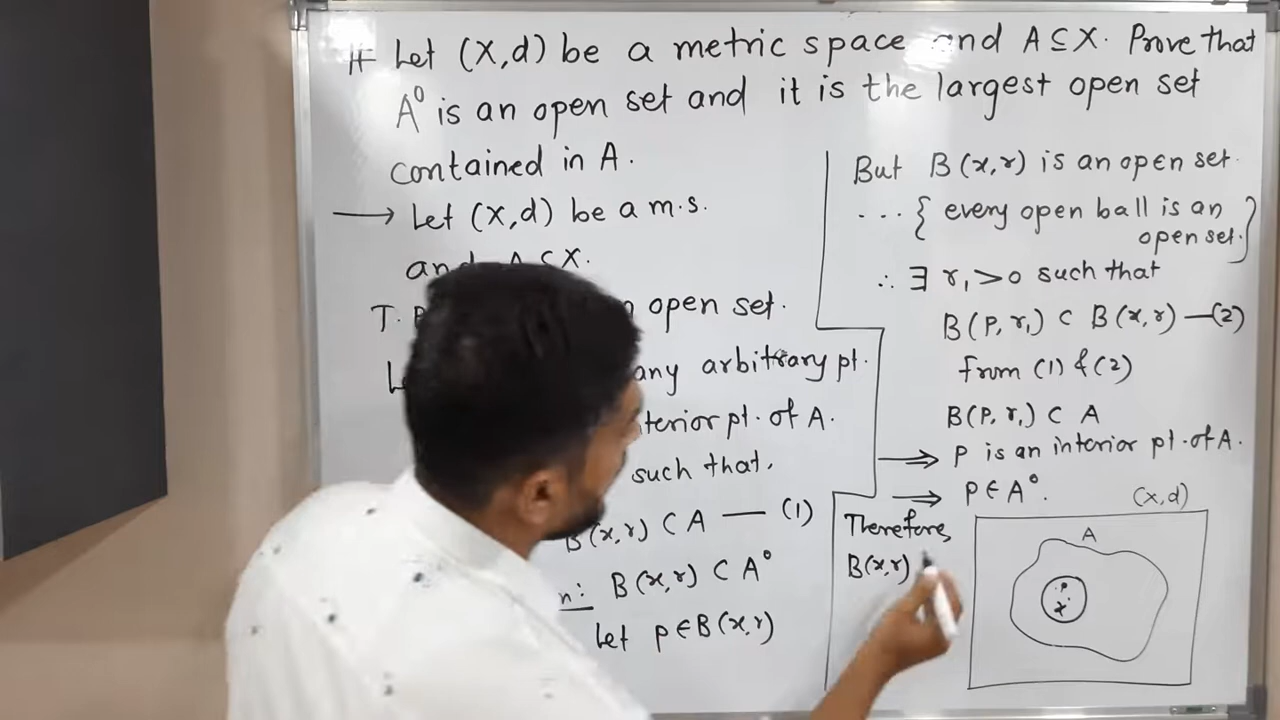 # Let (X,d) be a metric space and A⊆X. Prove that
A° is an open set and it is the largest open set
contained in A.
→ Let (X,d) be a m.s.
and A⊂X.
T. P open set.
any arbitrary pt.
terior pt. of A.
such that,
B(x,r) ⊂ A — (1)
n: B(x,r) ⊂ A°
Let p∈B(x,r)
But B(x,r) is an open set.
... { every open ball is an
open set. }
∴ ∃ r₁>0 such that
B(P,r₁) ⊂ B(x,r) —(2)
from (1) & (2)
B(P,r₁) ⊂ A
⟹ P is an interior pt. of A.
⟹ P∈A°.
Therefore,
B(x,r)
(x,d)
A
P
x